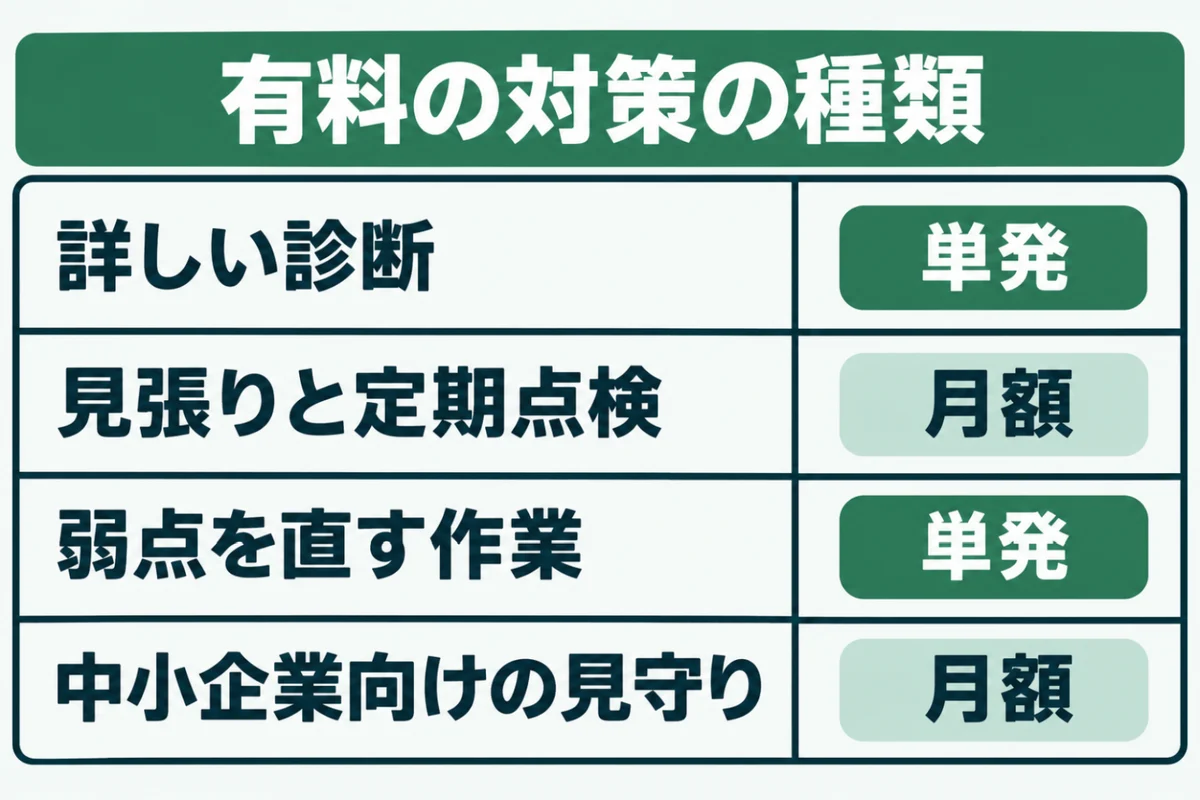 有料の対策の種類
詳しい診断 単発
見張りと定期点検 月額
弱点を直す作業 単発
中小企業向けの見守り 月額